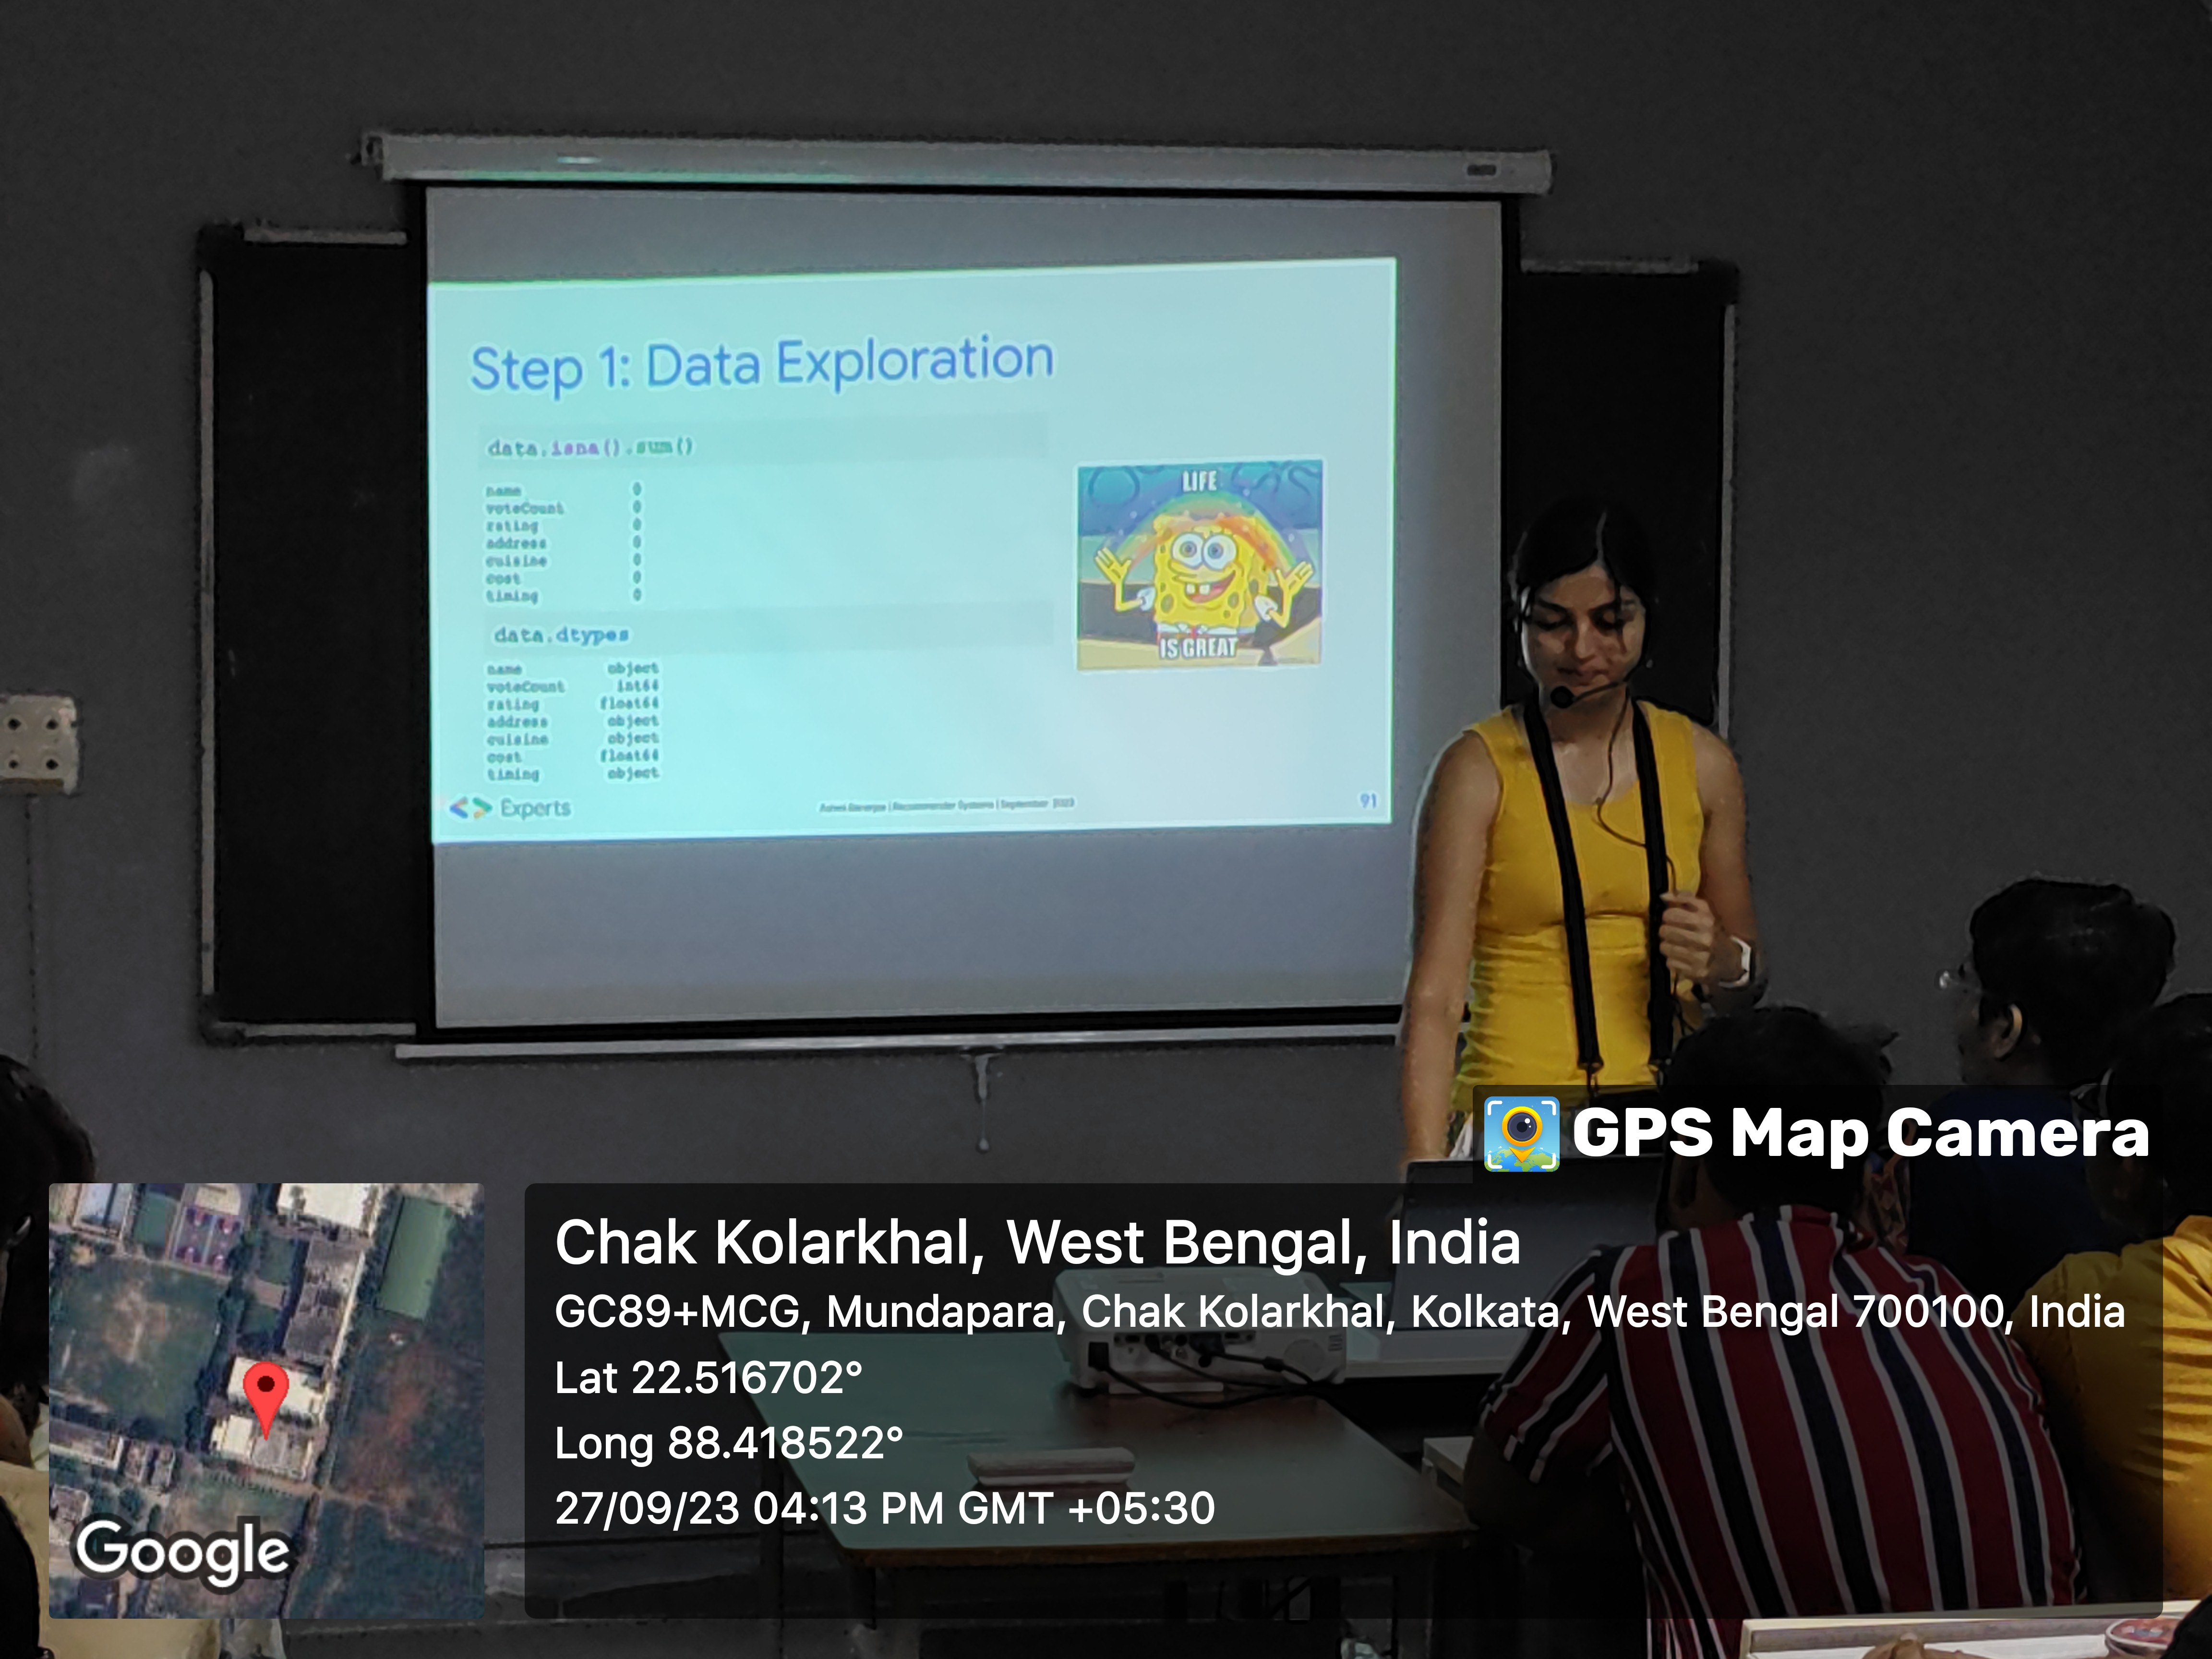 Step 1: Data Exploration
data.isna().sum()
name 0
voteCount 0
rating 0
address 0
cuisine 0
cost 0
timing 0
data.dtypes
name object
voteCount int64
rating float64
address object
cuisine object
cost float64
timing object
LIFE
IS GREAT
<> Experts
Ashmi Banerjee | Recommender Systems | September 2023
91
GPS Map Camera
Google
Chak Kolarkhal, West Bengal, India
GC89+MCG, Mundapara, Chak Kolarkhal, Kolkata, West Bengal 700100, India
Lat 22.516702°
Long 88.418522°
27/09/23 04:13 PM GMT +05:30